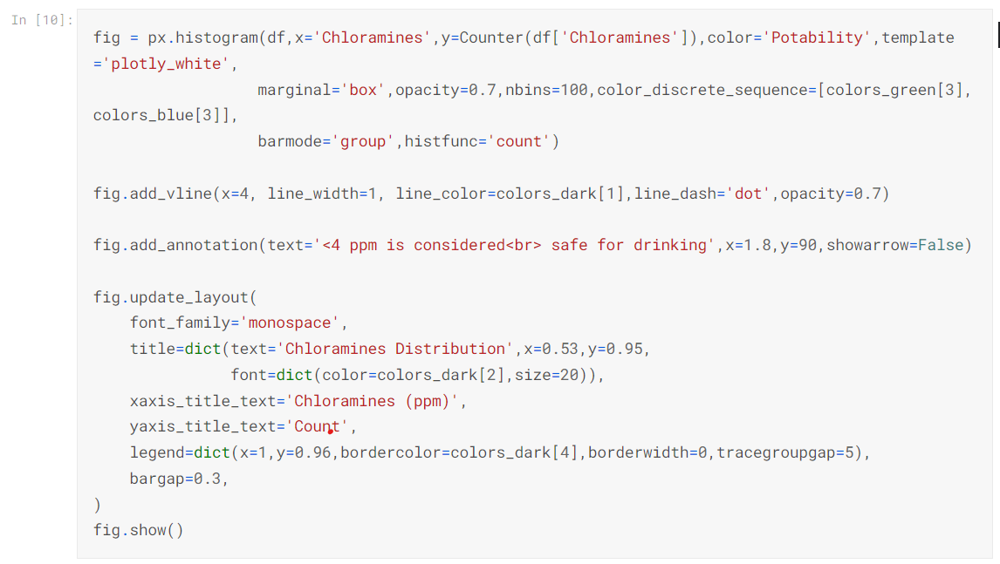 In [10]:
fig = px.histogram(df,x='Chloramines',y=Counter(df['Chloramines']),color='Potability',template
='plotly_white',
                  marginal='box',opacity=0.7,nbins=100,color_discrete_sequence=[colors_green[3],
colors_blue[3]],
                  barmode='group',histfunc='count')

fig.add_vline(x=4, line_width=1, line_color=colors_dark[1],line_dash='dot',opacity=0.7)

fig.add_annotation(text='<4 ppm is considered<br> safe for drinking',x=1.8,y=90,showarrow=False)

fig.update_layout(
    font_family='monospace',
    title=dict(text='Chloramines Distribution',x=0.53,y=0.95,
               font=dict(color=colors_dark[2],size=20)),
    xaxis_title_text='Chloramines (ppm)',
    yaxis_title_text='Count',
    legend=dict(x=1,y=0.96,bordercolor=colors_dark[4],borderwidth=0,tracegroupgap=5),
    bargap=0.3,
)
fig.show()